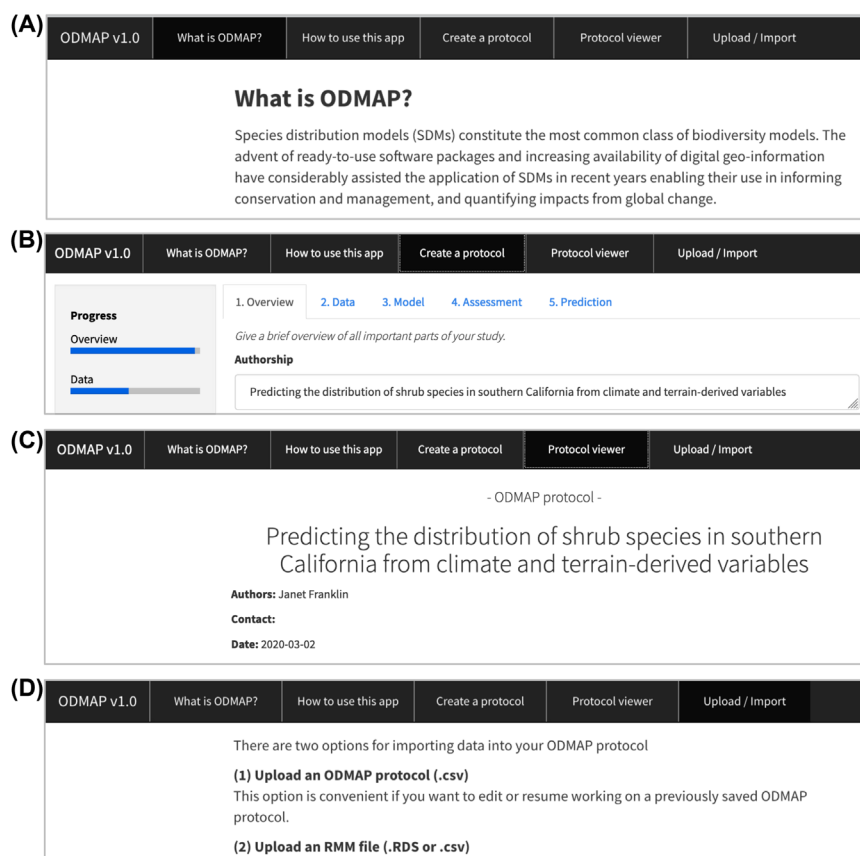 (A)
ODMAP v1.0 What is ODMAP? How to use this app Create a protocol Protocol viewer Upload / Import
What is ODMAP?
Species distribution models (SDMs) constitute the most common class of biodiversity models. The
advent of ready-to-use software packages and increasing availability of digital geo-information
have considerably assisted the application of SDMs in recent years enabling their use in informing
conservation and management, and quantifying impacts from global change.
(B)
ODMAP v1.0 What is ODMAP? How to use this app Create a protocol Protocol viewer Upload / Import
Progress
Overview
Data
1. Overview 2. Data 3. Model 4. Assessment 5. Prediction
Give a brief overview of all important parts of your study.
Authorship
Predicting the distribution of shrub species in southern California from climate and terrain-derived variables
(C)
ODMAP v1.0 What is ODMAP? How to use this app Create a protocol Protocol viewer Upload / Import
- ODMAP protocol -
Predicting the distribution of shrub species in southern
California from climate and terrain-derived variables
Authors: Janet Franklin
Contact:
Date: 2020-03-02
(D)
ODMAP v1.0 What is ODMAP? How to use this app Create a protocol Protocol viewer Upload / Import
There are two options for importing data into your ODMAP protocol
(1) Upload an ODMAP protocol (.csv)
This option is convenient if you want to edit or resume working on a previously saved ODMAP
protocol.
(2) Upload an RMM file (.RDS or .csv)